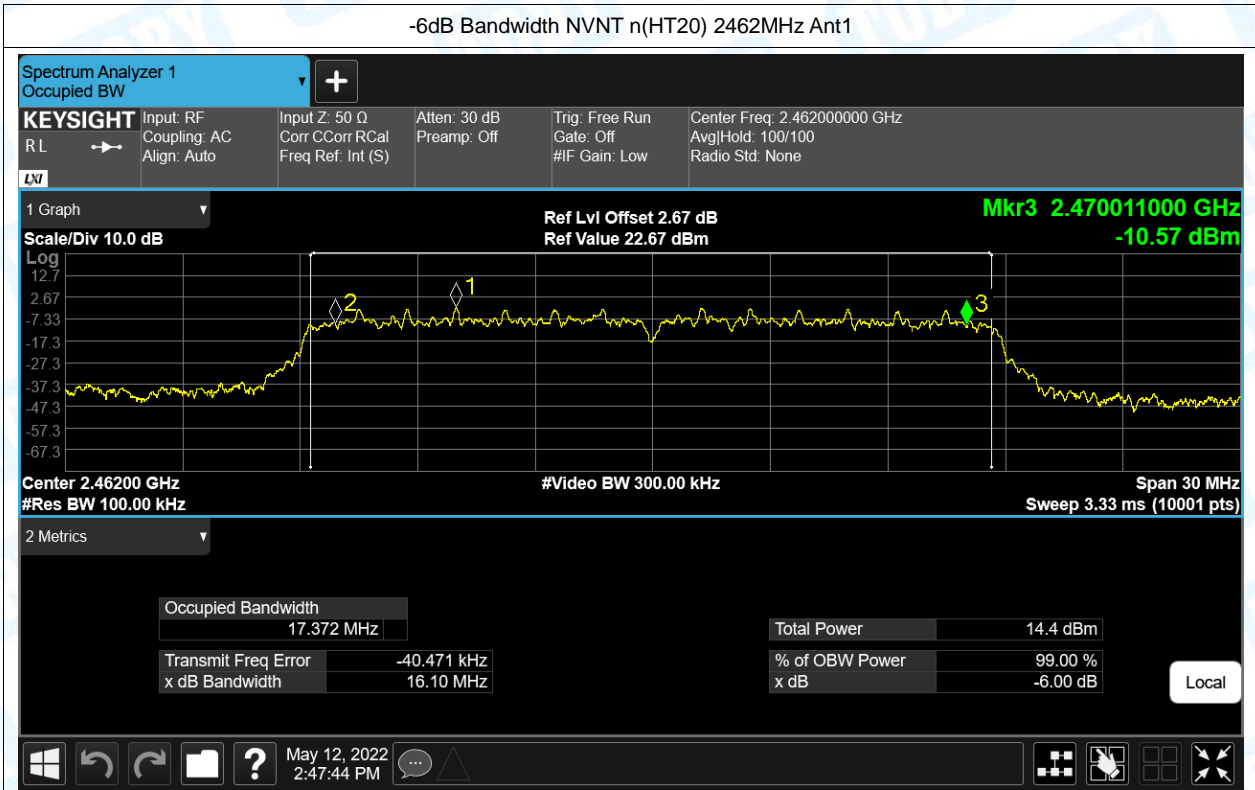 -6dB Bandwidth NVNT n(HT20) 2462MHz Ant1
Spectrum Analyzer 1
Occupied BW
KEYSIGHT
R L
LXI
Input: RF
Coupling: AC
Align: Auto
Input Z: 50 Ω
Corr CCorr RCal
Freq Ref: Int (S)
Atten: 30 dB
Preamp: Off
Trig: Free Run
Gate: Off
#IF Gain: Low
Center Freq: 2.462000000 GHz
Avg|Hold: 100/100
Radio Std: None
1 Graph
Scale/Div 10.0 dB
Ref Lvl Offset 2.67 dB
Ref Value 22.67 dBm
Mkr3 2.470011000 GHz
-10.57 dBm
Log
12.7
2.67
-7.33
-17.3
-27.3
-37.3
-47.3
-57.3
-67.3
2
1
3
Center 2.46200 GHz
#Res BW 100.00 kHz
#Video BW 300.00 kHz
Span 30 MHz
Sweep 3.33 ms (10001 pts)
2 Metrics
Occupied Bandwidth
17.372 MHz
Transmit Freq Error -40.471 kHz
x dB Bandwidth 16.10 MHz
Total Power 14.4 dBm
% of OBW Power 99.00 %
x dB -6.00 dB
Local
May 12, 2022
2:47:44 PM